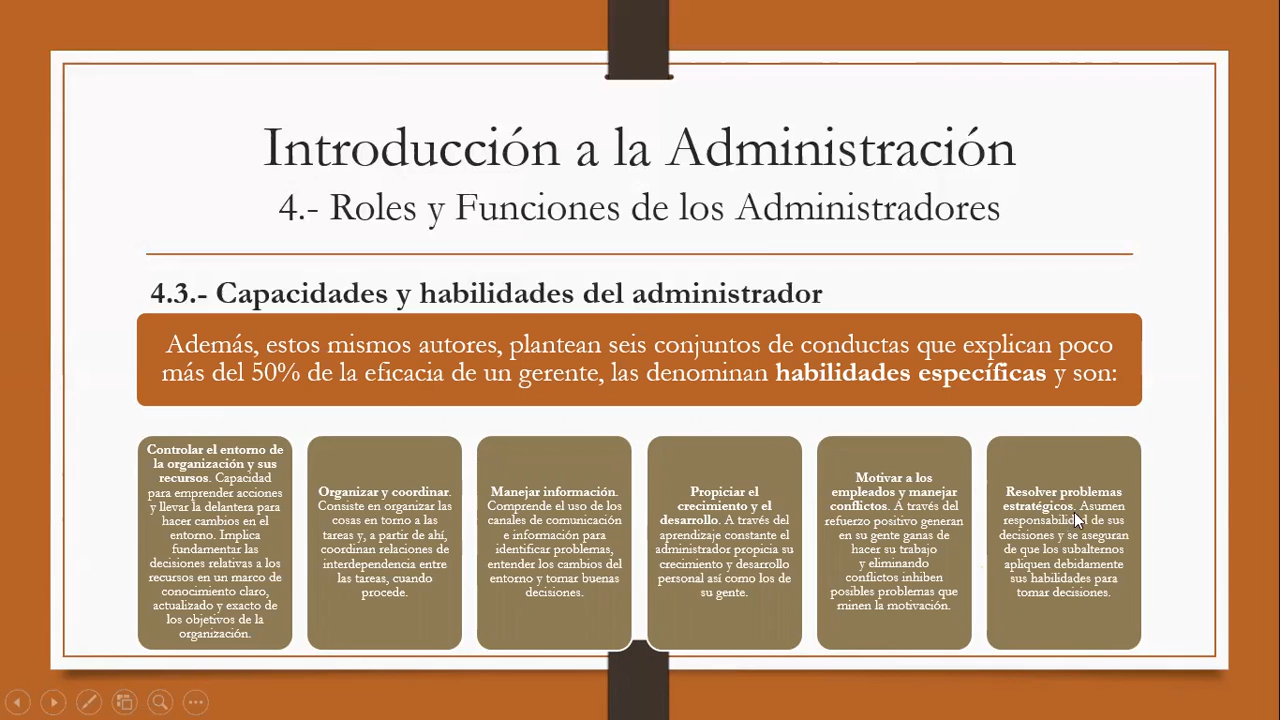 Introducción a la Administración
4.- Roles y Funciones de los Administradores
4.3.- Capacidades y habilidades del administrador
Además, estos mismos autores, plantean seis conjuntos de conductas que explican poco
más del 50% de la eficacia de un gerente, las denominan habilidades específicas y son:
Controlar el entorno de
la organización y sus
recursos. Capacidad
para emprender acciones
y llevar la delantera para
hacer cambios en el
entorno. Implica
fundamentar las
decisiones relativas a los
recursos en un marco de
conocimiento claro,
actualizado y exacto de
los objetivos de la
organización.
Organizar y coordinar.
Consiste en organizar las
cosas en torno a las
tareas y, a partir de ahí,
coordinan relaciones de
interdependencia entre
las tareas, cuando
procede.
Manejar información.
Comprende el uso de los
canales de comunicación
e información para
identificar problemas,
entender los cambios del
entorno y tomar buenas
decisiones.
Propiciar el
crecimiento y el
desarrollo. A través del
aprendizaje constante el
administrador propicia su
crecimiento y desarrollo
personal así como los de
su gente.
Motivar a los
empleados y manejar
conflictos. A través del
refuerzo positivo generan
en su gente ganas de
hacer su trabajo
y eliminando
conflictos inhiben
posibles problemas que
minen la motivación.
Resolver problemas
estratégicos. Asumen
responsabilidad de sus
decisiones y se aseguran
de que los subalternos
apliquen debidamente
sus habilidades para
tomar decisiones.